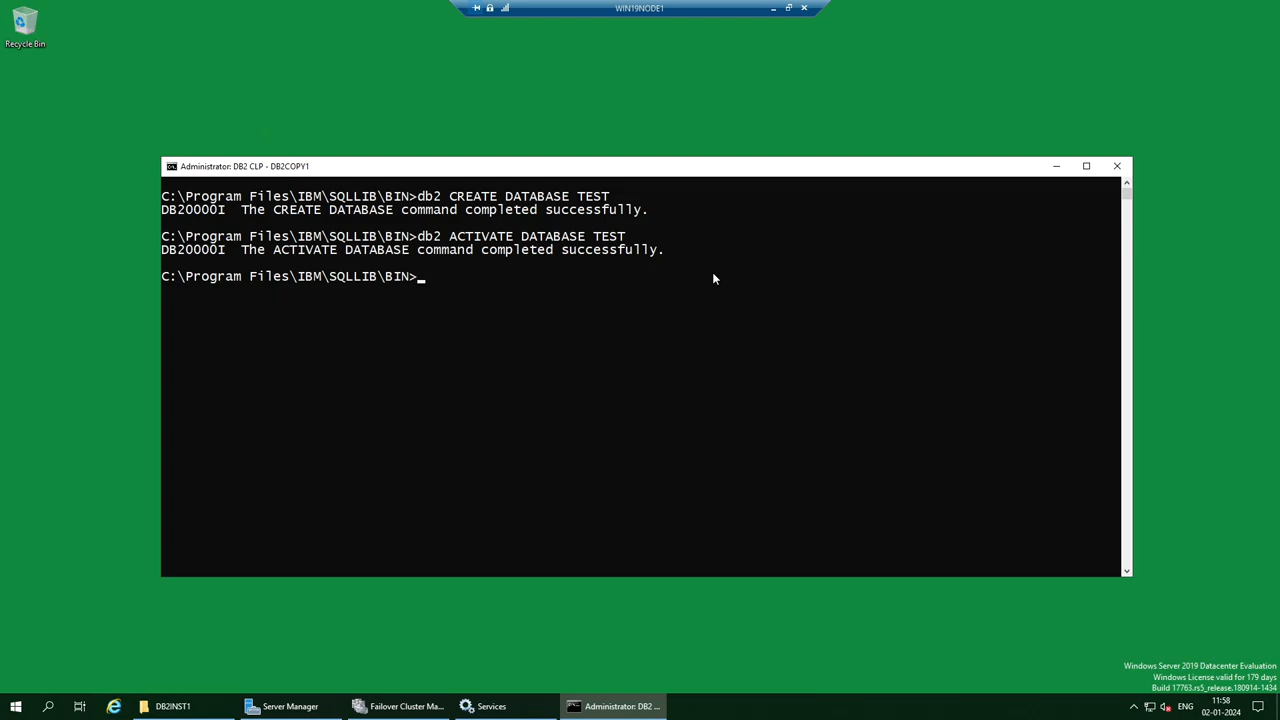 WIN19NODE1
Recycle Bin
Administrator: DB2 CLP - DB2COPY1
C:\Program Files\IBM\SQLLIB\BIN>db2 CREATE DATABASE TEST
DB20000I  The CREATE DATABASE command completed successfully.
C:\Program Files\IBM\SQLLIB\BIN>db2 ACTIVATE DATABASE TEST
DB20000I  The ACTIVATE DATABASE command completed successfully.
C:\Program Files\IBM\SQLLIB\BIN>
Windows Server 2019 Datacenter Evaluation
Windows License valid for 179 days
Build 17763.rs5_release.180914-1434
DB2INST1
Server Manager
Failover Cluster Ma...
Services
Administrator: DB2 ...
ENG
11:58
02-01-2024